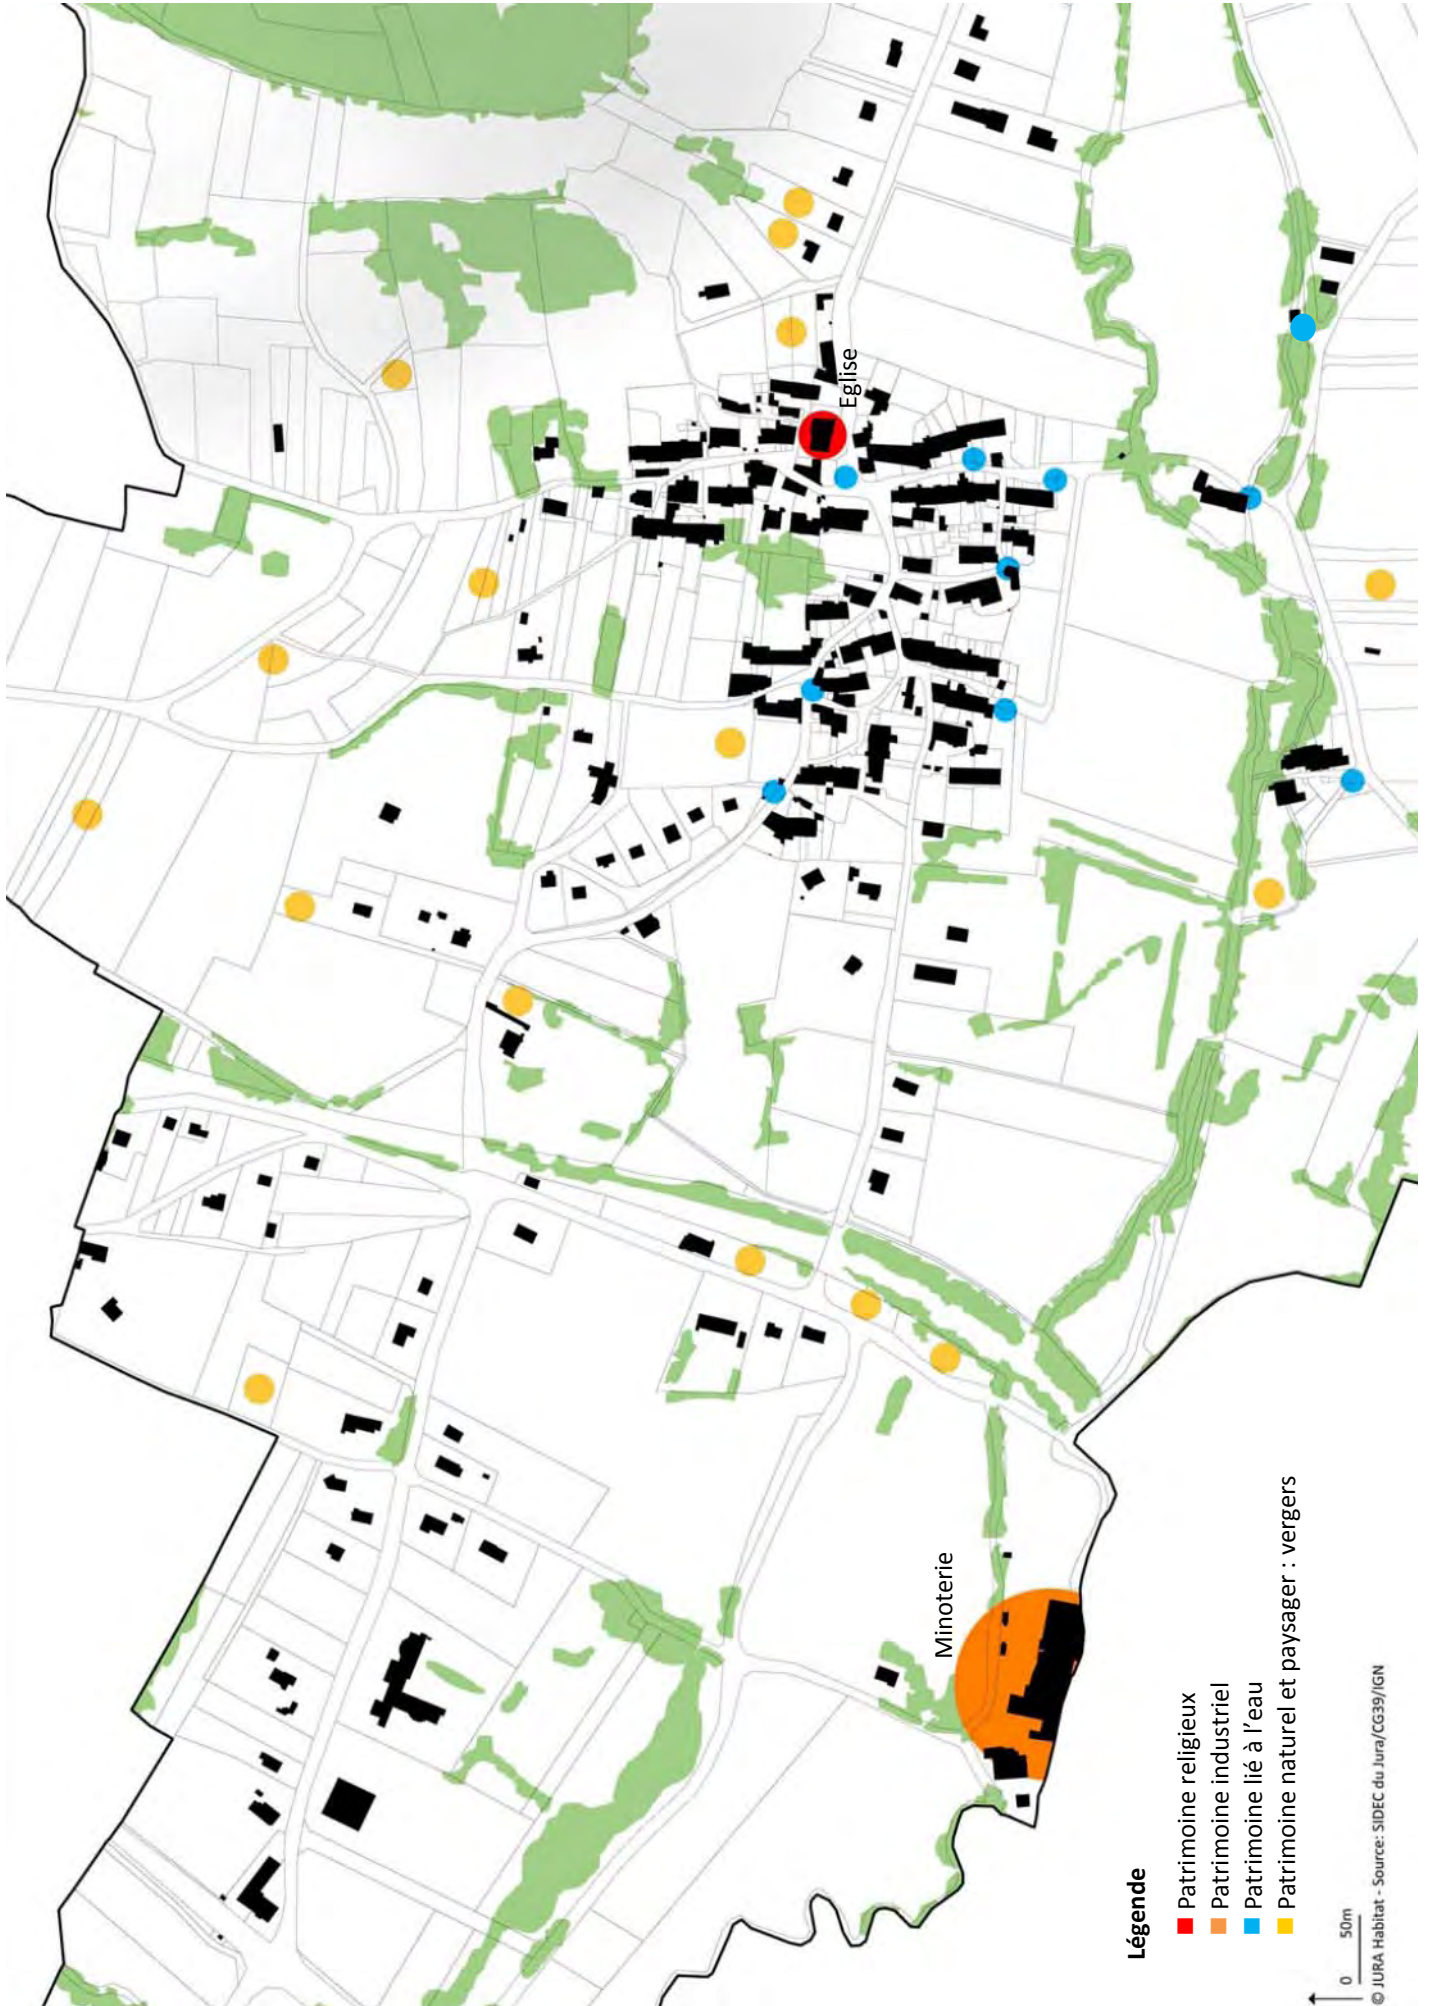 Eglise
Minoterie
Légende
Patrimoine religieux
Patrimoine industriel
Patrimoine lié à l'eau
Patrimoine naturel et paysager : vergers
0 50m
© JURA Habitat - Source: SIDEC du Jura/CG39/IGN